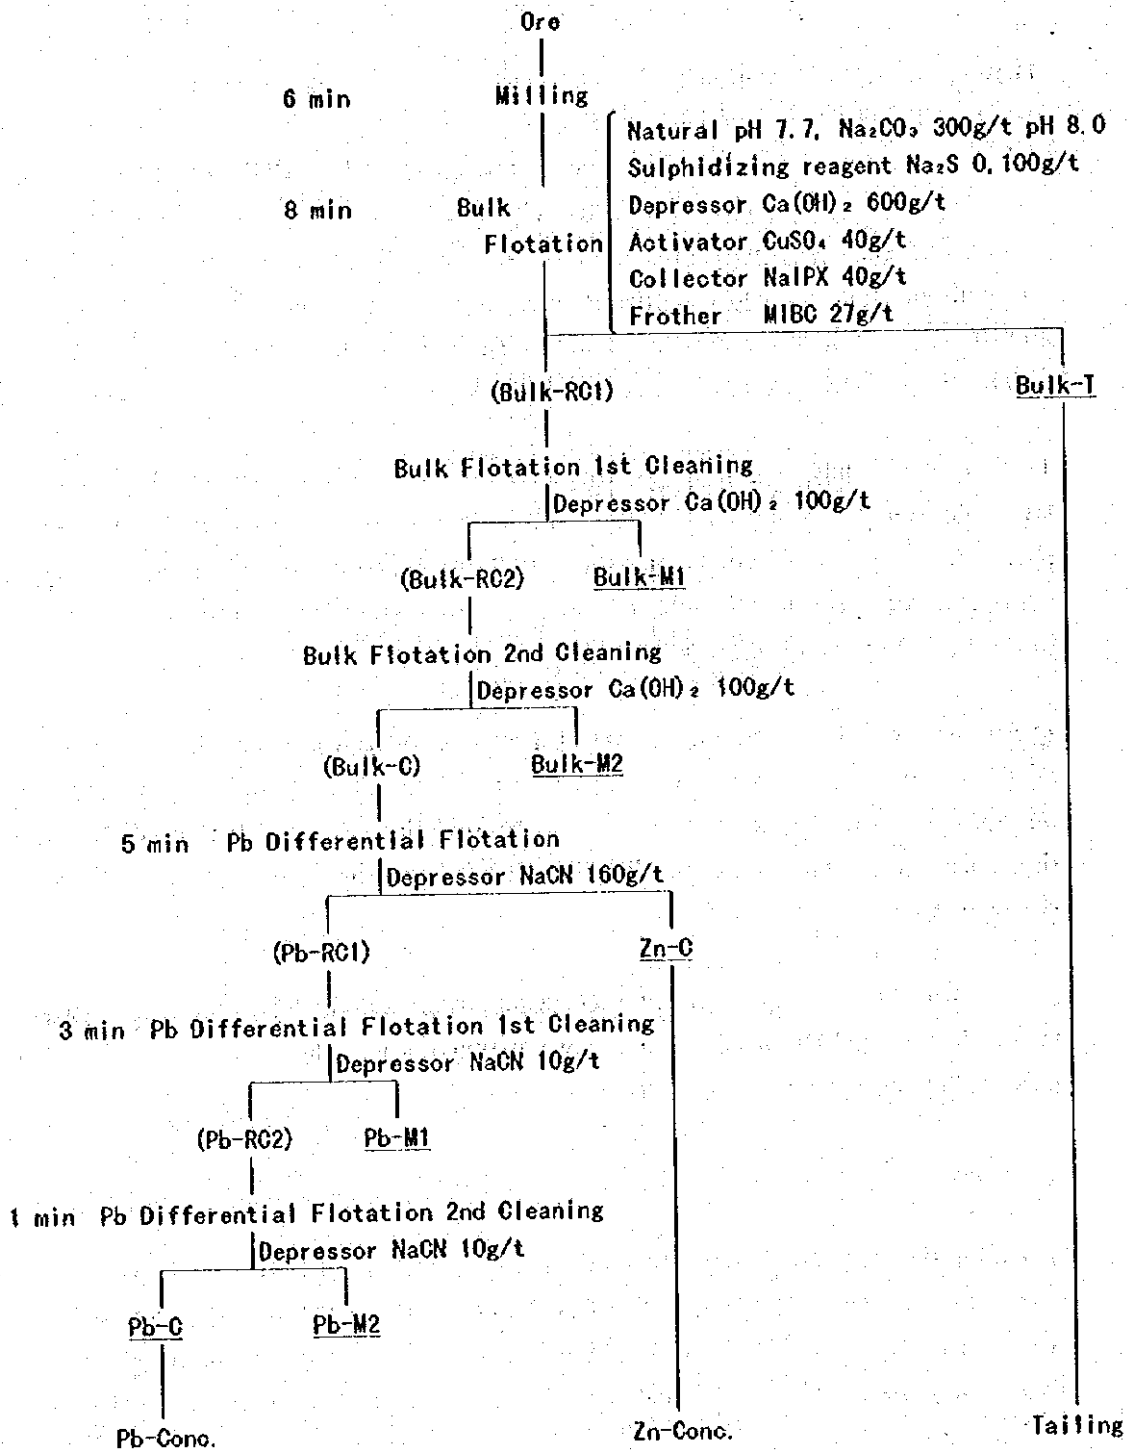 Ore
6 min Milling
Natural pH 7.7, Na₂CO₃ 300g/t pH 8.0
Sulphidizing reagent Na₂S 0, 100g/t
8 min Bulk Flotation
Depressor Ca(OH)₂ 600g/t
Activator CuSO₄ 40g/t
Collector NaIPX 40g/t
Frother MIBC 27g/t
(Bulk-RC1) Bulk-T
Bulk Flotation 1st Cleaning
Depressor Ca(OH)₂ 100g/t
(Bulk-RC2) Bulk-M1
Bulk Flotation 2nd Cleaning
Depressor Ca(OH)₂ 100g/t
(Bulk-C) Bulk-M2
5 min Pb Differential Flotation
Depressor NaCN 160g/t
(Pb-RC1) Zn-C
3 min Pb Differential Flotation 1st Cleaning
Depressor NaCN 10g/t
(Pb-RC2) Pb-M1
1 min Pb Differential Flotation 2nd Cleaning
Depressor NaCN 10g/t
Pb-C Pb-M2
Pb-Conc. Zn-Conc. Tailing